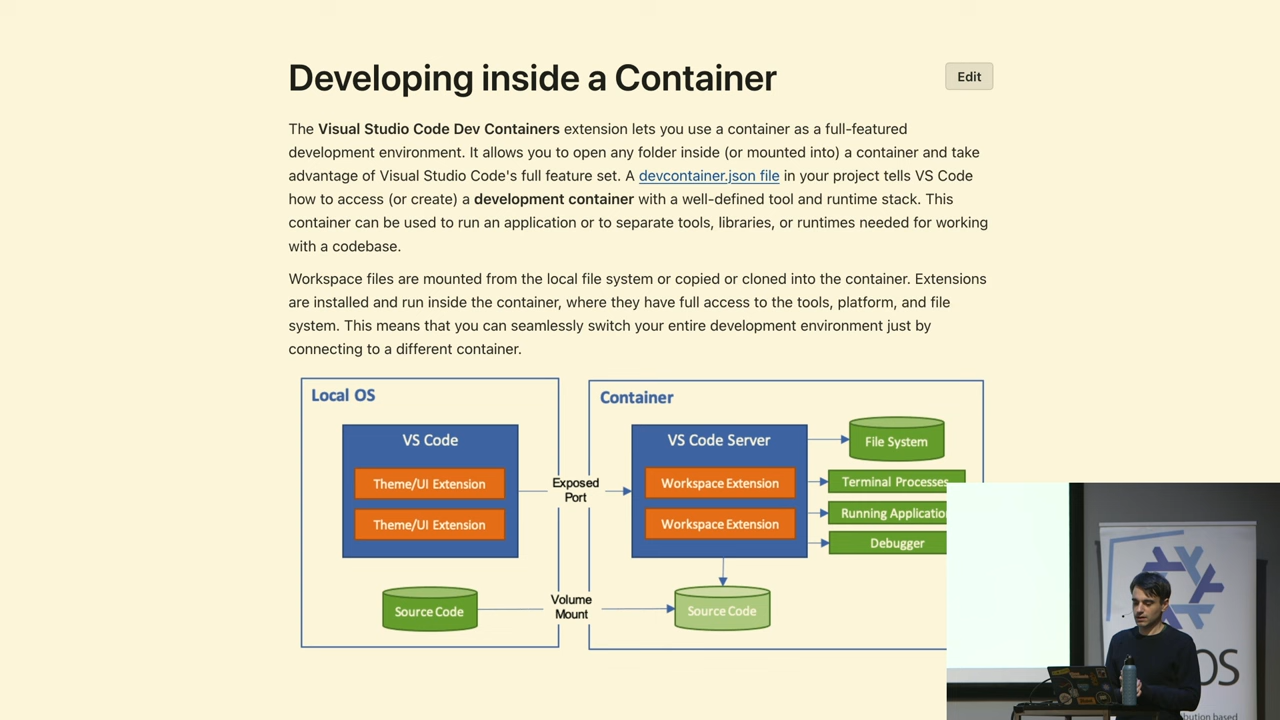 Developing inside a Container
Edit
The Visual Studio Code Dev Containers extension lets you use a container as a full-featured
development environment. It allows you to open any folder inside (or mounted into) a container and take
advantage of Visual Studio Code's full feature set. A devcontainer.json file in your project tells VS Code
how to access (or create) a development container with a well-defined tool and runtime stack. This
container can be used to run an application or to separate tools, libraries, or runtimes needed for working
with a codebase.
Workspace files are mounted from the local file system or copied or cloned into the container. Extensions
are installed and run inside the container, where they have full access to the tools, platform, and file
system. This means that you can seamlessly switch your entire development environment just by
connecting to a different container.
Local OS
VS Code
Theme/UI Extension
Theme/UI Extension
Source Code
Exposed
Port
Volume
Mount
Container
VS Code Server
Workspace Extension
Workspace Extension
Source Code
File System
Terminal Processes
Running Applicatio
Debugger
OS
bution based